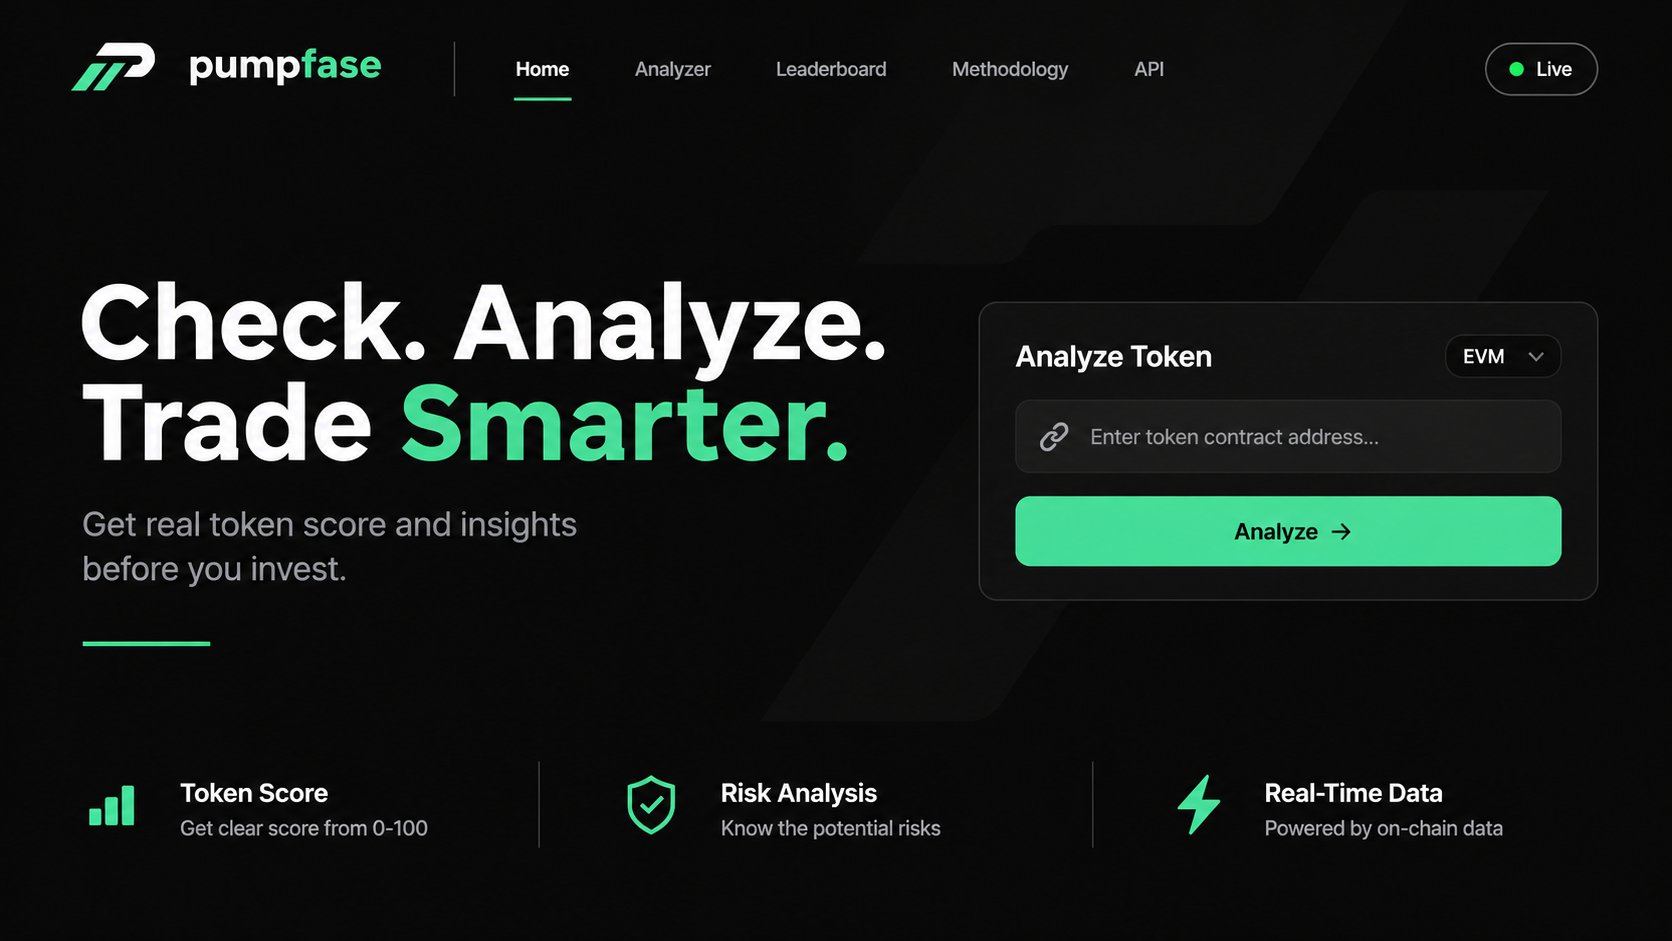 pumpfase
Home
Analyzer
Leaderboard
Methodology
API
Live
Check. Analyze.
Trade Smarter.
Get real token score and insights
before you invest.
Analyze Token
EVM
Enter token contract address...
Analyze →
Token Score
Get clear score from 0-100
Risk Analysis
Know the potential risks
Real-Time Data
Powered by on-chain data